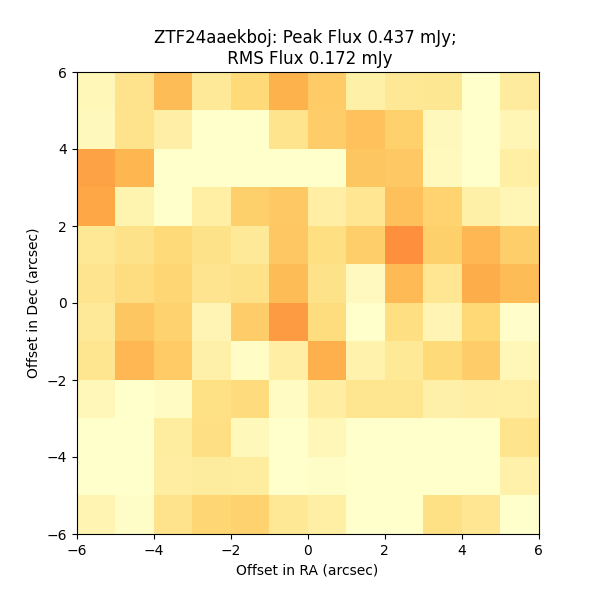 ZTF24aaekboj: Peak Flux 0.437 mJy;
RMS Flux 0.172 mJy
6
4
2
0
−2
−4
−6
Offset in Dec (arcsec)
−6 −4 −2 0 2 4 6
Offset in RA (arcsec)